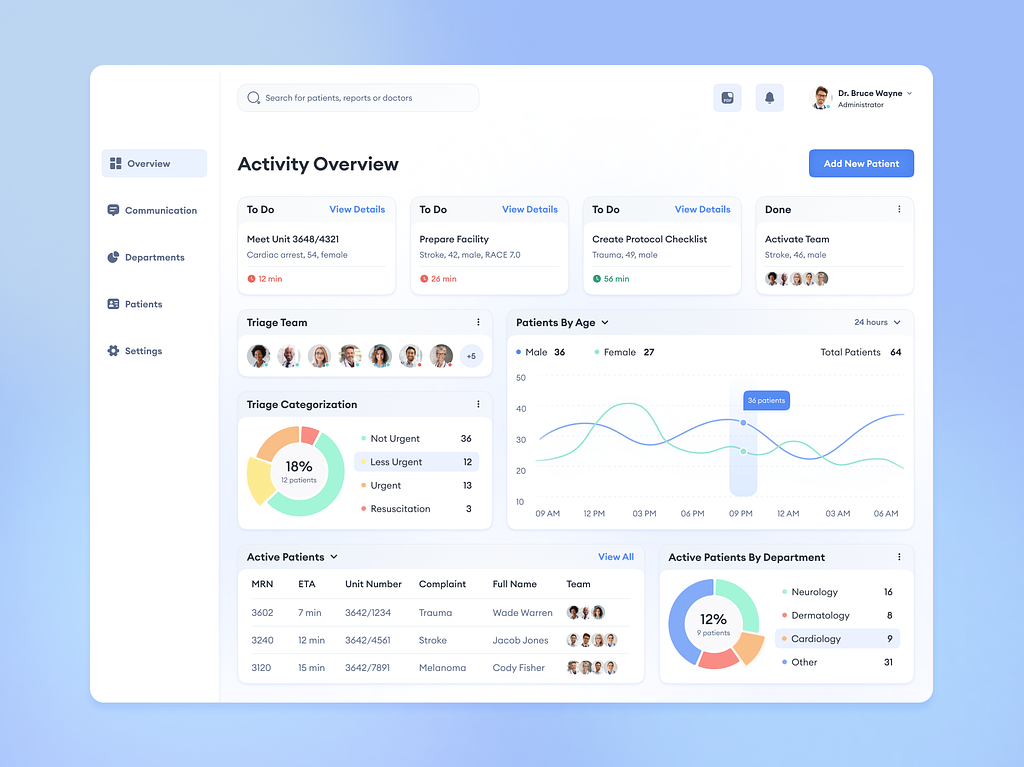 Search for patients, reports or doctors
PDF
Dr. Bruce Wayne
Administrator
Overview
Communication
Departments
Patients
Settings
Activity Overview
Add New Patient
To Do View Details
Meet Unit 3648/4321
Cardiac arrest, 54, female
12 min
To Do View Details
Prepare Facility
Stroke, 42, male, RACE 7.0
26 min
To Do View Details
Create Protocol Checklist
Trauma, 49, male
56 min
Done
Activate Team
Stroke, 46, male
Triage Team
+5
Triage Categorization
18%
12 patients
Not Urgent 36
Less Urgent 12
Urgent 13
Resuscitation 3
Patients By Age 24 hours
Male 36 Female 27 Total Patients 64
50
40
30
20
10
36 patients
09 AM 12 PM 03 PM 06 PM 09 PM 12 AM 03 AM 06 AM
Active Patients View All
MRN ETA Unit Number Complaint Full Name Team
3602 7 min 3642/1234 Trauma Wade Warren
3240 12 min 3642/4561 Stroke Jacob Jones
3120 15 min 3642/7891 Melanoma Cody Fisher
Active Patients By Department
12%
9 patients
Neurology 16
Dermatology 8
Cardiology 9
Other 31